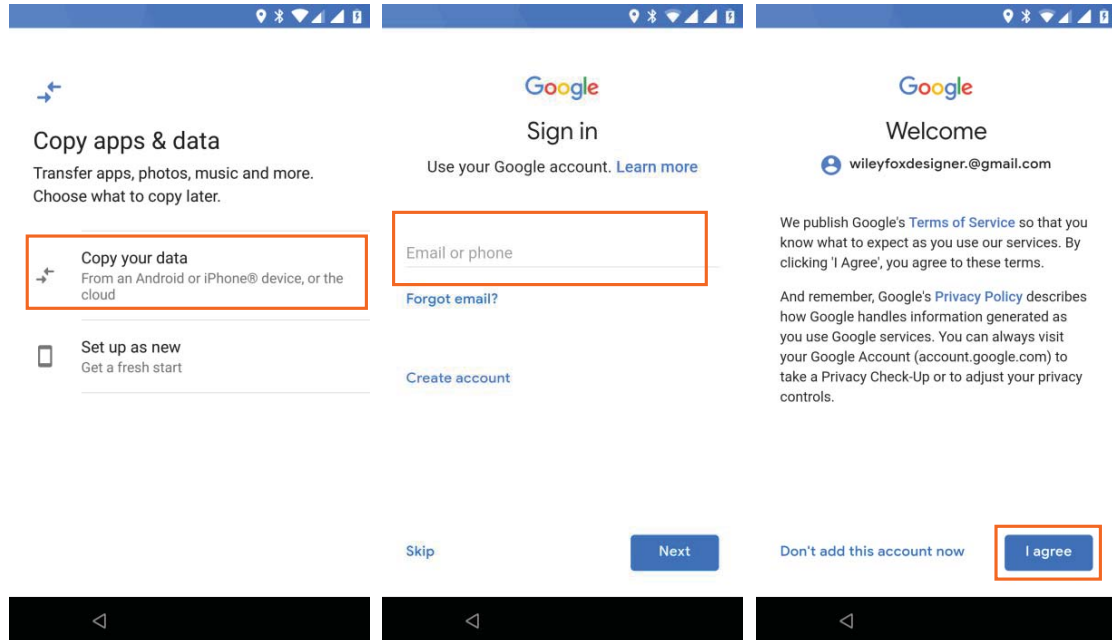 Copy apps & data
Transfer apps, photos, music and more.
Choose what to copy later.
Copy your data
From an Android or iPhone® device, or the
cloud
Set up as new
Get a fresh start
Google
Sign in
Use your Google account. Learn more
Email or phone
Forgot email?
Create account
Skip
Next
Google
Welcome
wileyfoxdesigner.@gmail.com
We publish Google's Terms of Service so that you
know what to expect as you use our services. By
clicking 'I Agree', you agree to these terms.
And remember, Google's Privacy Policy describes
how Google handles information generated as
you use Google services. You can always visit
your Google Account (account.google.com) to
take a Privacy Check-Up or to adjust your privacy
controls.
Don't add this account now
I agree